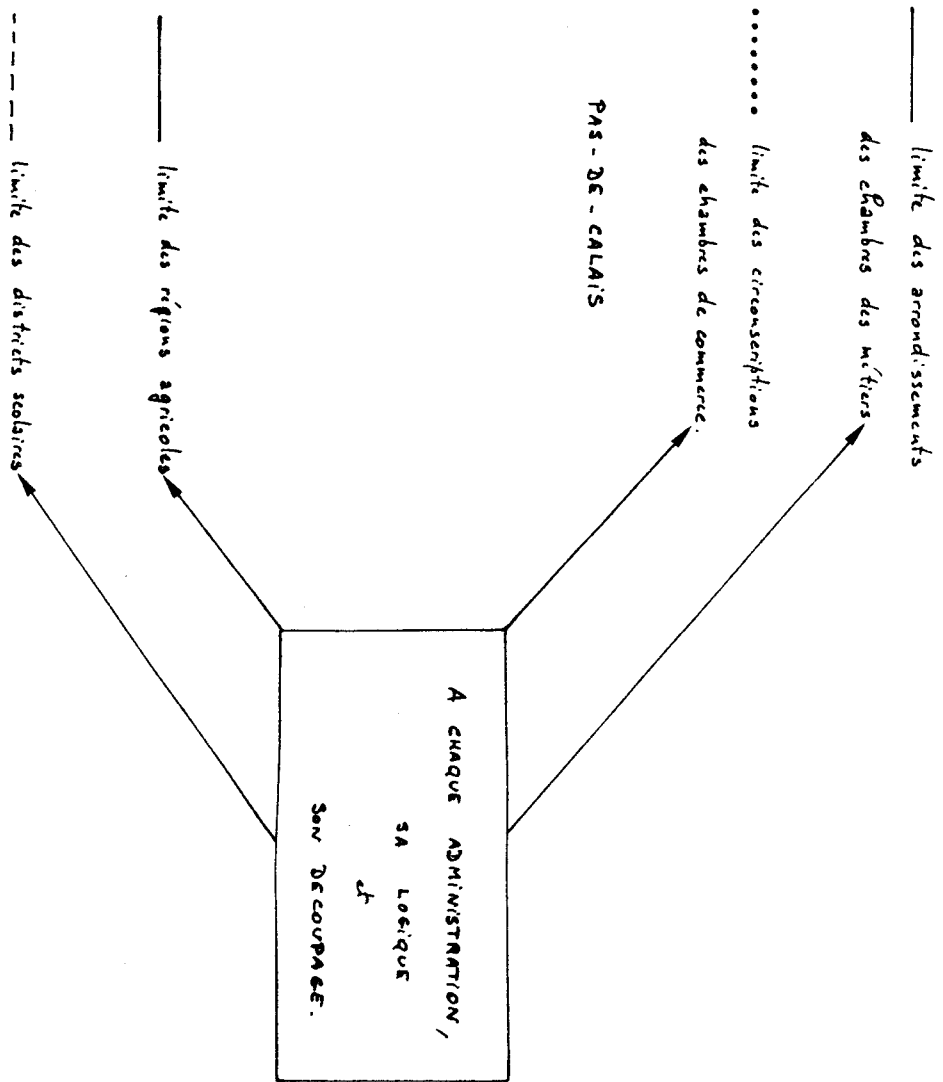 limite des arrondissements
des chambres des métiers
limite des circonscriptions
des chambres de commerce.
PAS-DE-CALAIS
limite des régions agricoles
limite des districts scolaires
A CHAQUE ADMINISTRATION,
SA LOGIQUE
et
SON DECOUPAGE.